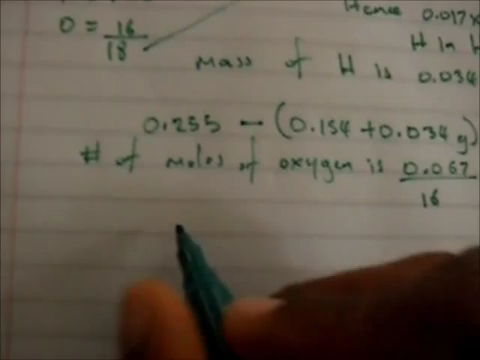 O = 16
18
Hence 0.017x
H in H
Mass of H is 0.034
0.255 - (0.154 + 0.034 g)
# of moles of oxygen is 0.067
16